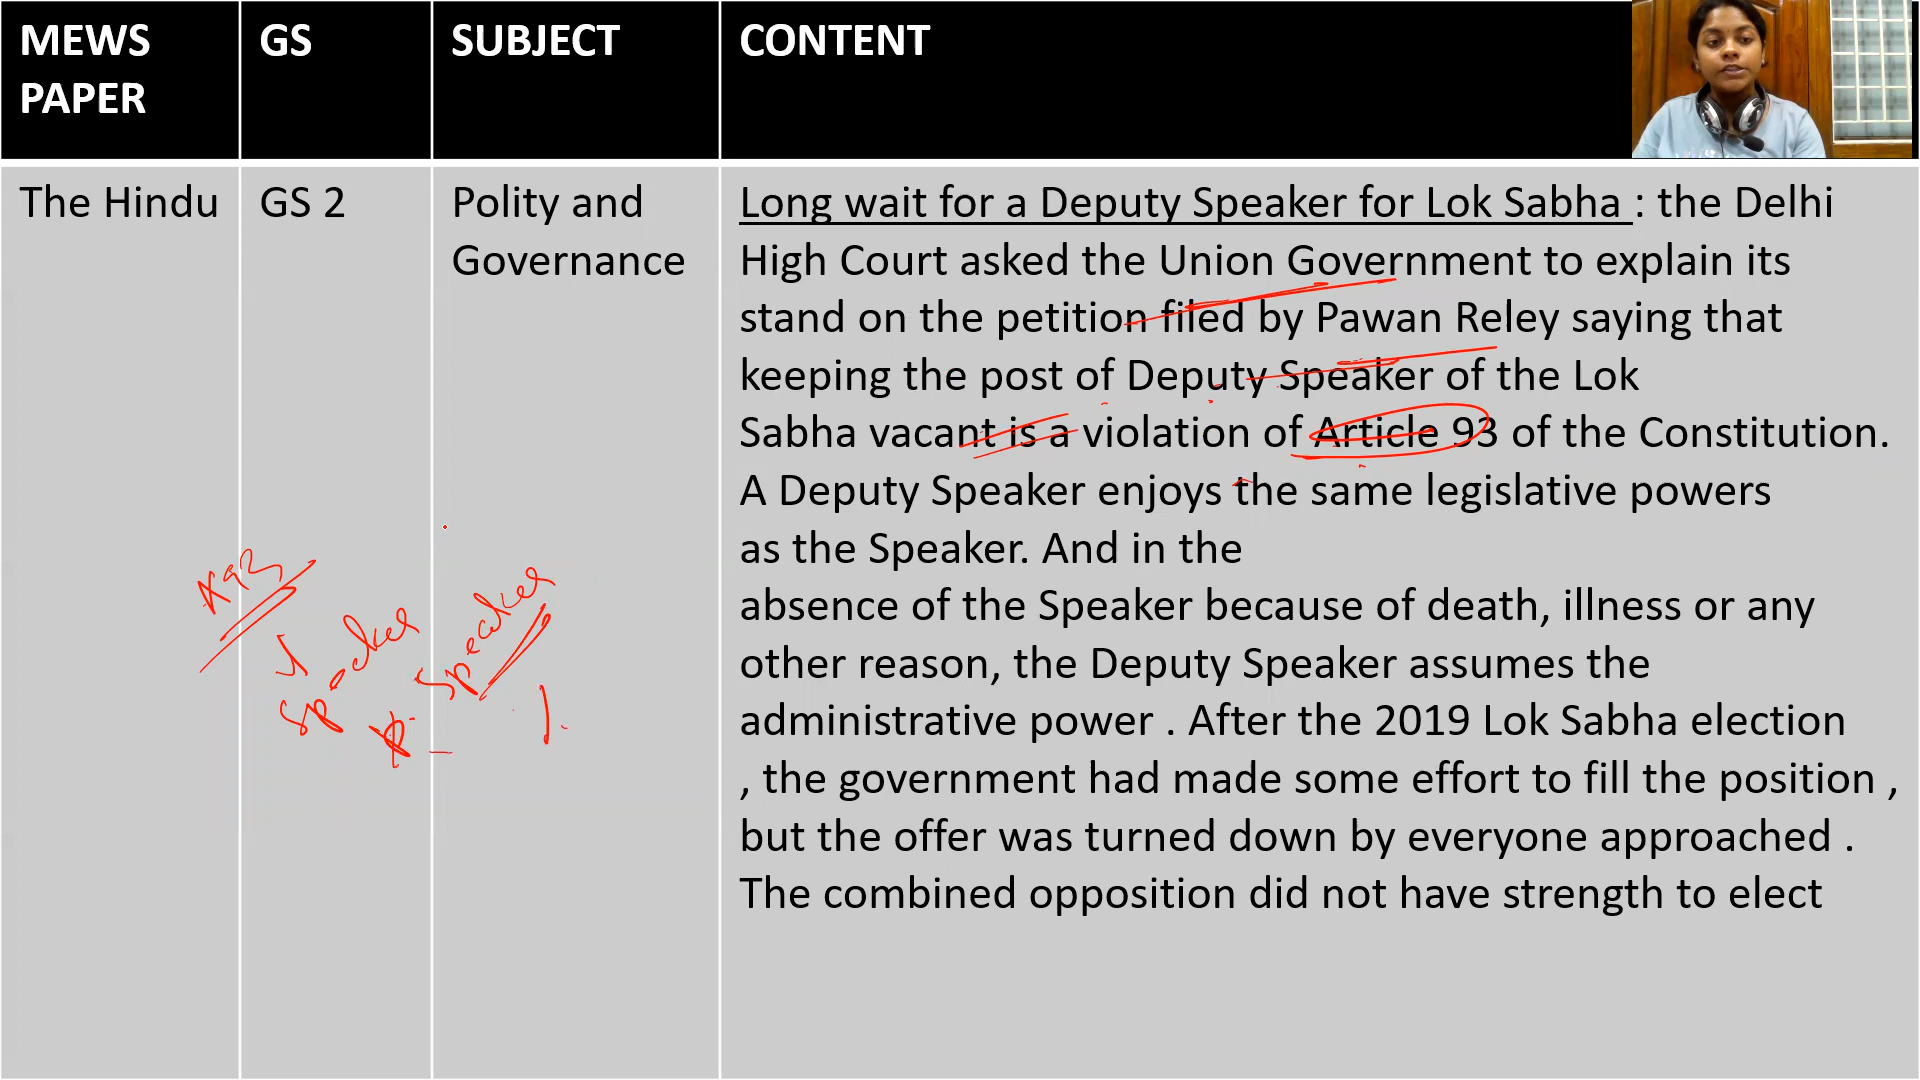 MEWS PAPER
GS
SUBJECT
CONTENT
The Hindu
GS 2
Polity and
Governance
Long wait for a Deputy Speaker for Lok Sabha : the Delhi
High Court asked the Union Government to explain its
stand on the petition filed by Pawan Reley saying that
keeping the post of Deputy Speaker of the Lok
Sabha vacant is a violation of Article 93 of the Constitution.
A Deputy Speaker enjoys the same legislative powers
as the Speaker. And in the
absence of the Speaker because of death, illness or any
other reason, the Deputy Speaker assumes the
administrative power . After the 2019 Lok Sabha election
, the government had made some effort to fill the position ,
but the offer was turned down by everyone approached .
The combined opposition did not have strength to elect
Speaker
Speaker